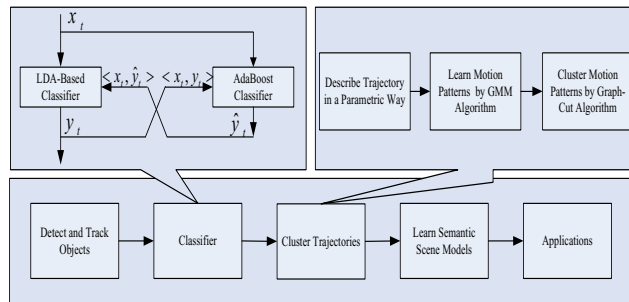 x_t
< x_t, ŷ_t > < x_t, y_t >
LDA-Based
Classifier
AdaBoost
Classifier
y_t
ŷ_t
Describe Trajectory
in a Parametric Way
Learn Motion
Patterns by GMM
Algorithm
Cluster Motion
Patterns by Graph-
Cut Algorithm
Detect and Track
Objects
Classifier
Cluster Trajectories
Learn Semantic
Scene Models
Applications